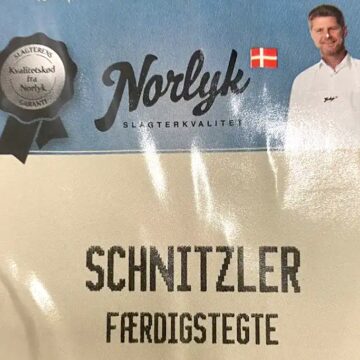 SLAGTERENS
Kvalitetskød
fra
Norlyk
GARANTI
Norlyk
SLAGTERKVALITET
SCHNITZLER
FÆRDIGSTEGTE